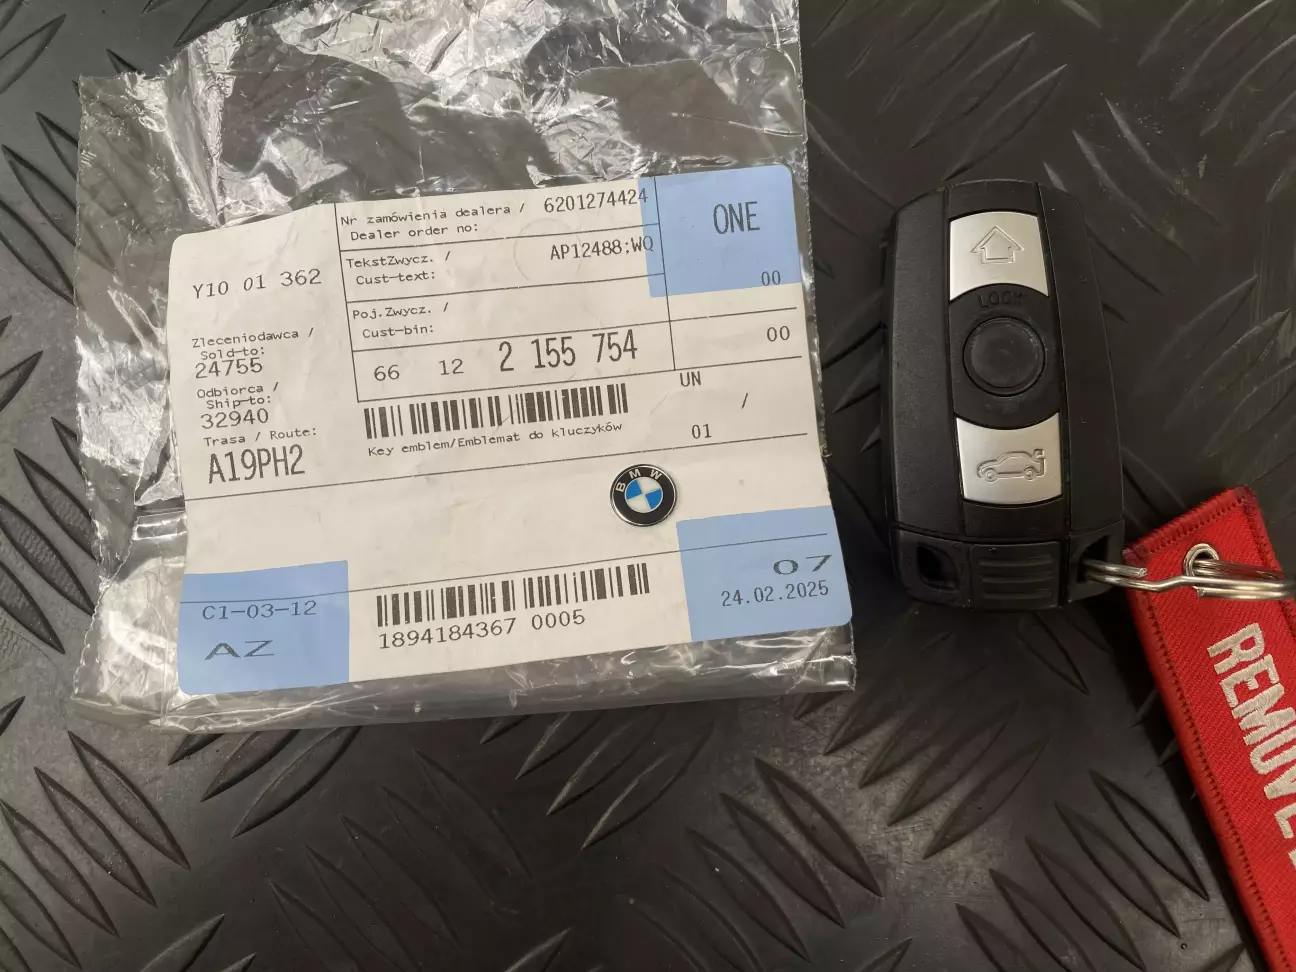 Y10 01 362
Zleceniodawca /
Sold-to:
24755
Odbiorca /
Ship-to:
32940
Trasa / Route:
A19PH2
Nr zamówienia dealera / 6201274424
Dealer order no:
TekstZwycz. / AP12488;WQ
Cust-text:
Poj.Zwycz. /
Cust-bin:
66 12 2 155 754
Key emblem/Emblemat do kluczyków
ONE
00
00
UN
/
01
BMW
C1-03-12
AZ
1894184367 0005
07
24.02.2025
LOCK
REMOVE